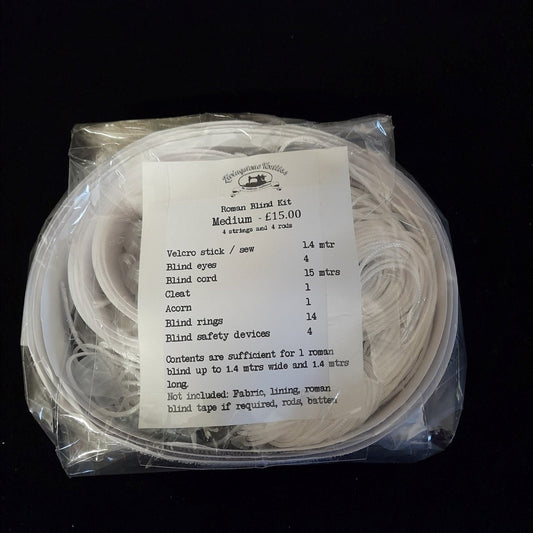 Roman Blind Kit
Medium - £15.00
4 strings and 4 rods
Velcro stick / sew 1.4 mtr
Blind eyes 4
Blind cord 15 mtrs
Cleat 1
Acorn 1
Blind rings 14
Blind safety devices 4
Contents are sufficient for 1 roman
blind up to 1.4 mtrs wide and 1.4 mtrs
long.
Not included: Fabric, lining, roman
blind tape if required, rods, batten